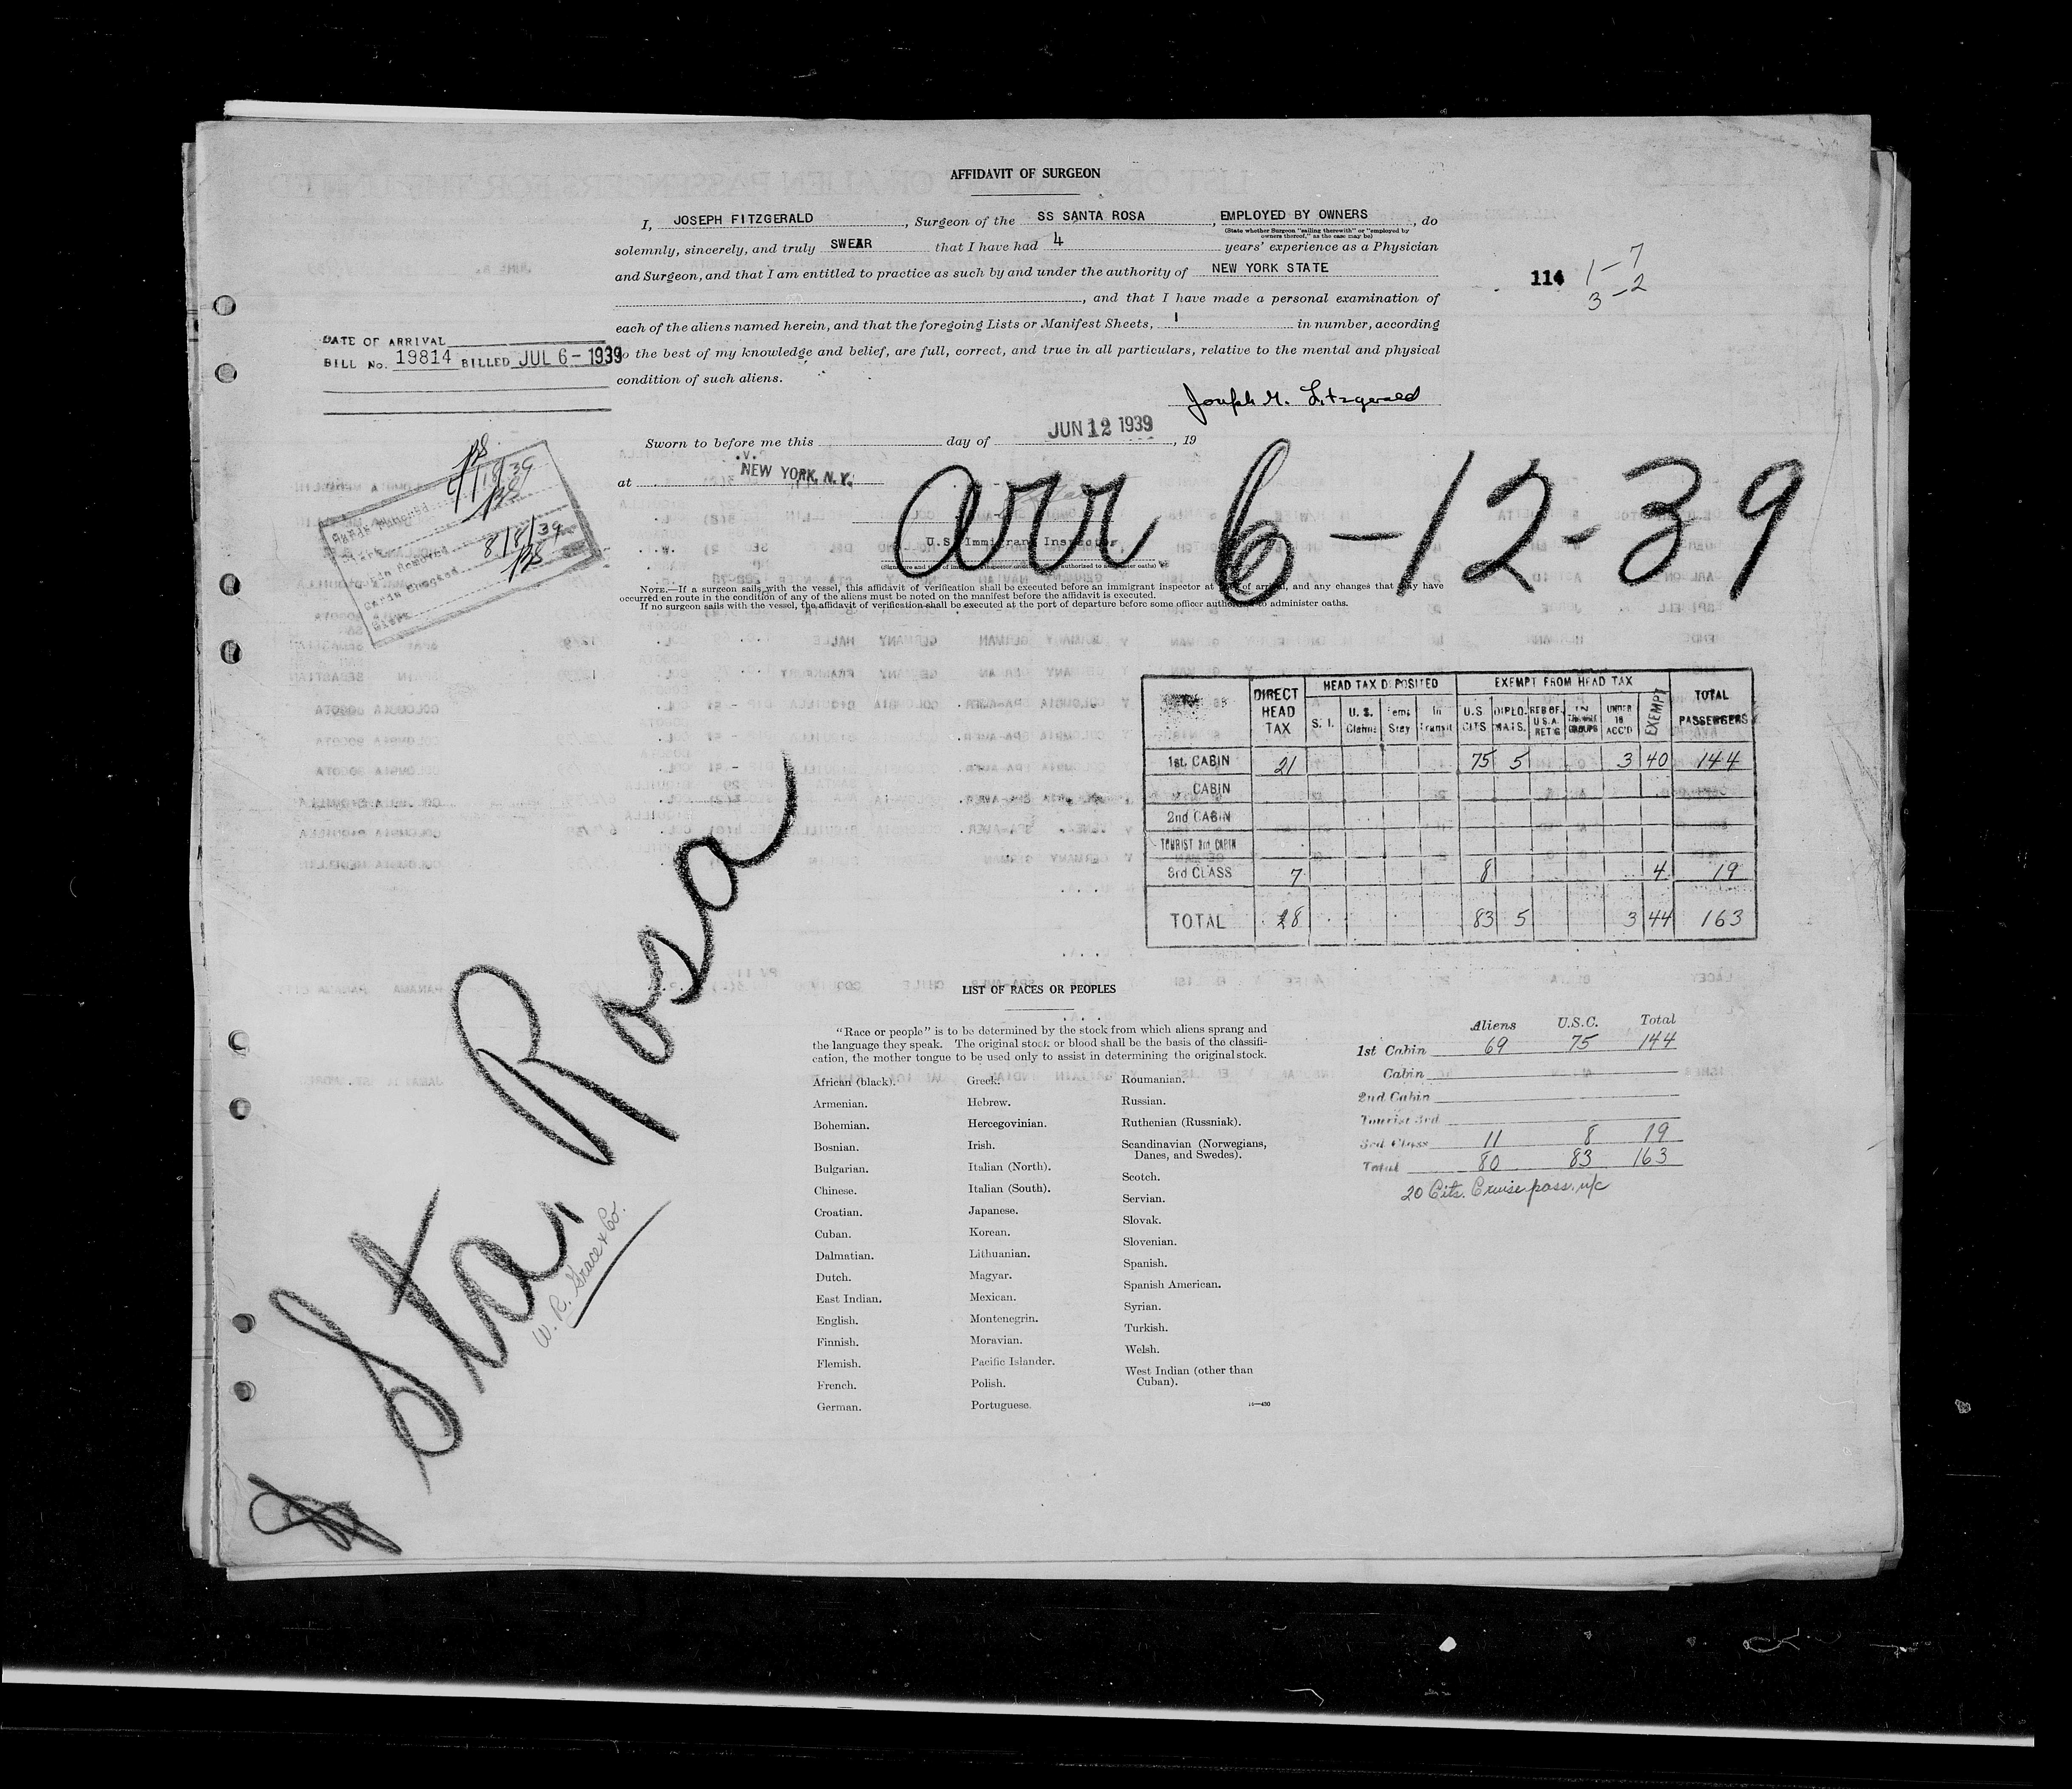 AFFIDAVIT OF SURGEON
I, JOSEPH FITZGERALD, Surgeon of the SS SANTA ROSA, EMPLOYED BY OWNERS, do
(State whether Surgeon "sailing therewith" or "employed by owners thereof," as the case may be)
solemnly, sincerely, and truly SWEAR that I have had 4 years' experience as a Physician
and Surgeon, and that I am entitled to practice as such by and under the authority of NEW YORK STATE
, and that I have made a personal examination of
each of the aliens named herein, and that the foregoing Lists or Manifest Sheets, 1 in number, according
to the best of my knowledge and belief, are full, correct, and true in all particulars, relative to the mental and physical
condition of such aliens.
Joseph M. Fitzgerald
114
1-7
3-2
DATE OF ARRIVAL
BILL No. 19814 BILLED JUL 6-1939
Sworn to before me this day of JUN 12 1939, 19
at NEW YORK, N.Y.
arr. 6-12-39
U.S. Immigrant Inspector
8/8/39
NOTE.—If a surgeon sails with the vessel, this affidavit of verification shall be executed before an immigrant inspector at of arrival, and any changes that may have
occurred en route in the condition of any of the aliens must be noted on the manifest before the affidavit is executed.
If no surgeon sails with the vessel, the affidavit of verification shall be executed at the port of departure before some officer authorized to administer oaths.
DIRECT HEAD TAX HEAD TAX DEPOSITED EXEMPT FROM HEAD TAX TOTAL PASSENGERS
S. I. U. S. Claims Temp Stay In Transit U.S. CITS DIPLO. MATS. REB OF. U.S.A. RET'G UNDER 16 ACC'D EXEMPT
1st. CABIN 21 75 5 3 40 144
CABIN
2nd CABIN
TOURIST 3rd CABIN
3rd CLASS 7 8 4 19
TOTAL 28 83 5 3 44 163
Sta. Rosa
W. R. Grace & Co.
LIST OF RACES OR PEOPLES
"Race or people" is to be determined by the stock from which aliens sprang and
the language they speak. The original stock or blood shall be the basis of the classifi-
cation, the mother tongue to be used only to assist in determining the original stock.
African (black).
Armenian.
Bohemian.
Bosnian.
Bulgarian.
Chinese.
Croatian.
Cuban.
Dalmatian.
Dutch.
East Indian.
English.
Finnish.
Flemish.
French.
German.
Greek.
Hebrew.
Hercegovinian.
Irish.
Italian (North).
Italian (South).
Japanese.
Korean.
Lithuanian.
Magyar.
Mexican.
Montenegrin.
Moravian.
Pacific Islander.
Polish.
Portuguese.
Roumanian.
Russian.
Ruthenian (Russniak).
Scandinavian (Norwegians,
Danes, and Swedes).
Scotch.
Servian.
Slovak.
Slovenian.
Spanish.
Spanish American.
Syrian.
Turkish.
Welsh.
West Indian (other than
Cuban).
Aliens U.S.C. Total
1st Cabin 69 75 144
Cabin
2nd Cabin
Tourist 3rd
3rd Class 11 8 19
Total 80 83 163
20 Cits. Cruise pass. n/c